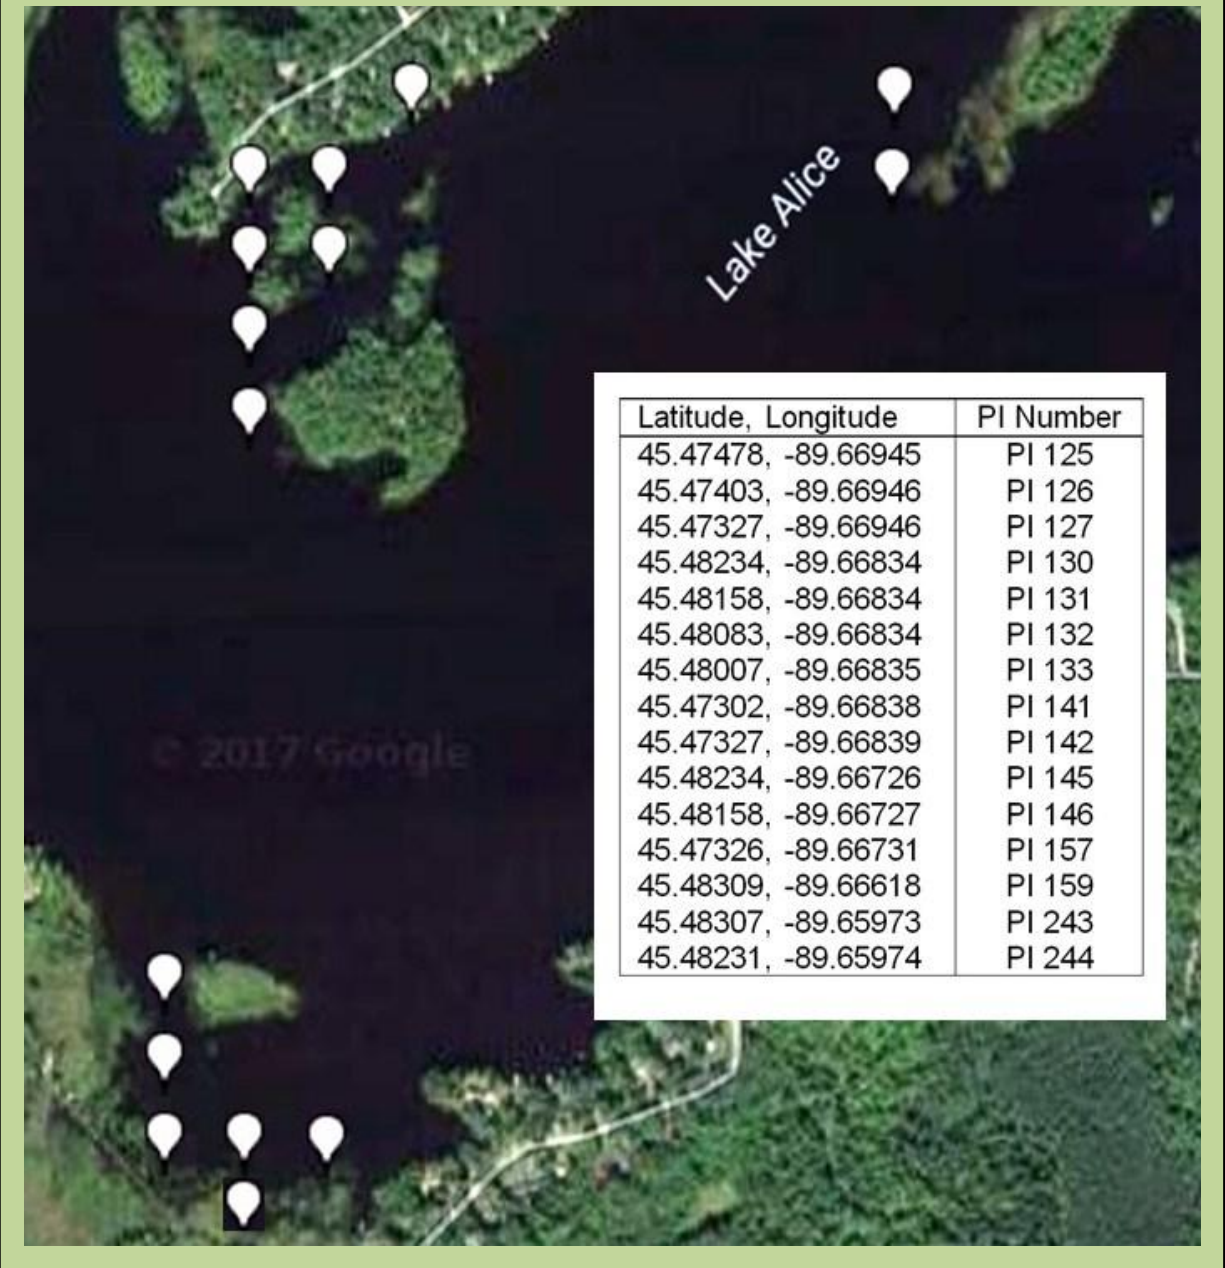 Lake Alice
Latitude, Longitude PI Number
45.47478, -89.66945 PI 125
45.47403, -89.66946 PI 126
45.47327, -89.66946 PI 127
45.48234, -89.66834 PI 130
45.48158, -89.66834 PI 131
45.48083, -89.66834 PI 132
45.48007, -89.66835 PI 133
45.47302, -89.66838 PI 141
45.47327, -89.66839 PI 142
45.48234, -89.66726 PI 145
45.48158, -89.66727 PI 146
45.47326, -89.66731 PI 157
45.48309, -89.66618 PI 159
45.48307, -89.65973 PI 243
45.48231, -89.65974 PI 244
© 2017 Google